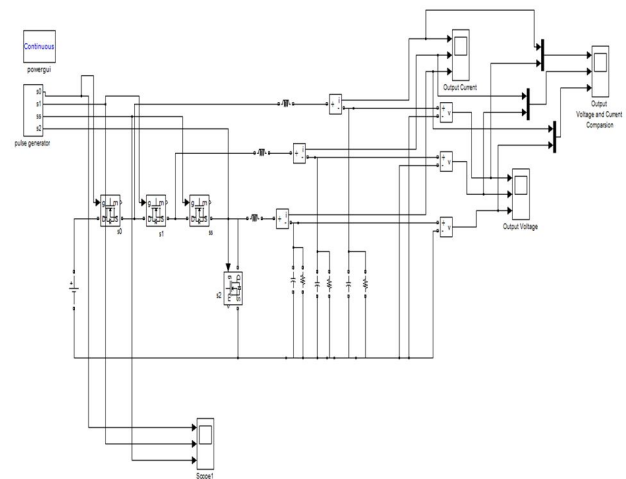 Continuous
powergui
s0
s1
ss
s2
pulse generator
Output Current
Output
Voltage and Current
Comparsion
Output Voltage
g m
D S
s0
g m
D S
s1
g m
D S
ss
g m
D S
s2
+
i
+
-
i
+
-
i
+
-
+
-
v
+
-
v
+
-
v
Scope1